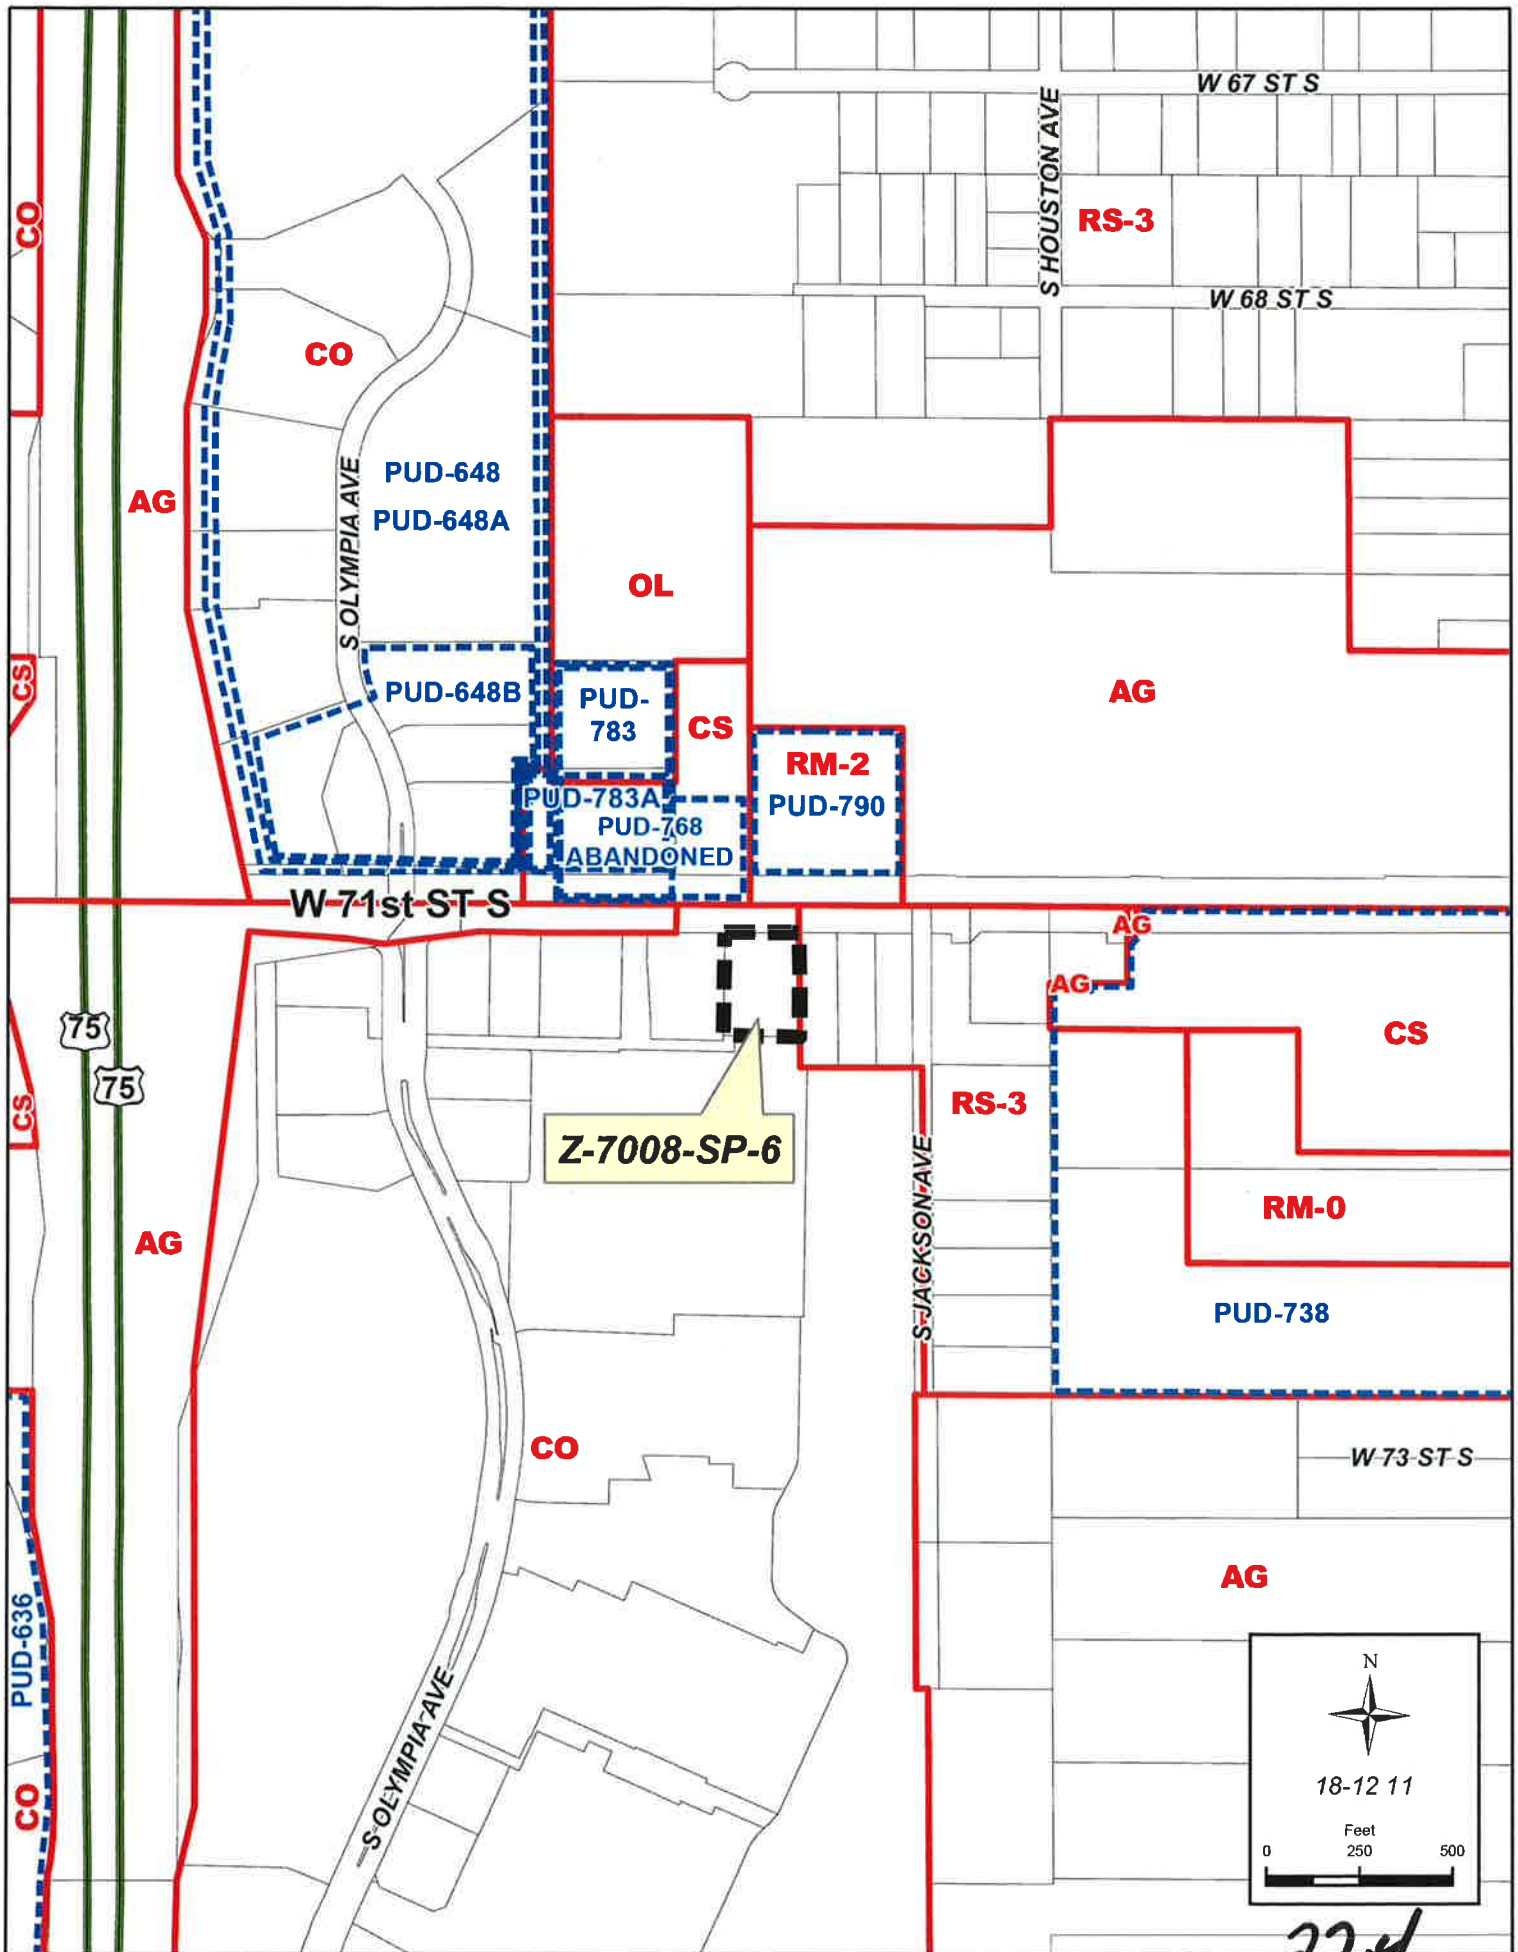 W 67 ST S
S HOUSTON AVE
RS-3
CO
W 68 ST S
CO
PUD-648
AG
PUD-648A
S OLYMPIA AVE
OL
CS
PUD-648B
PUD-
783
CS
AG
RM-2
PUD-790
PUD-783A
PUD-768
ABANDONED
W 71st ST S
AG
AG
75
CS
75
CS
RS-3
Z-7008-SP-6
S JACKSON AVE
RM-0
AG
PUD-738
CO
W 73 ST S
AG
PUD-636
S OLYMPIA AVE
CO
N
18-12 11
Feet
0 250 500